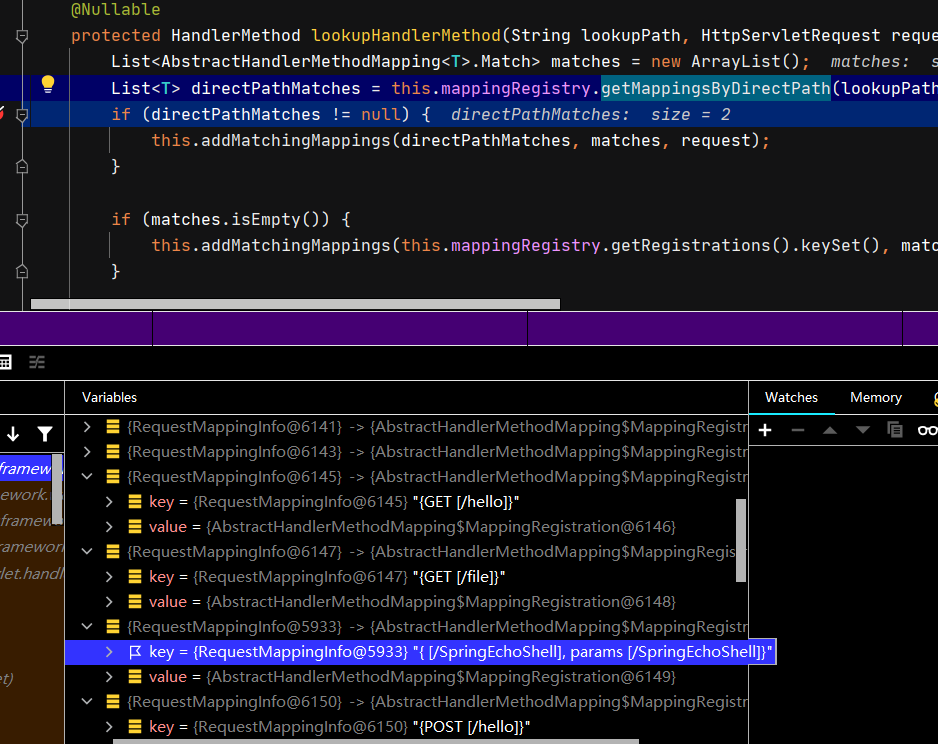 @Nullable
protected HandlerMethod lookupHandlerMethod(String lookupPath, HttpServletRequest reque
List<AbstractHandlerMethodMapping<T>.Match> matches = new ArrayList(); matches: s
List<T> directPathMatches = this.mappingRegistry.getMappingsByDirectPath(lookupPath
if (directPathMatches != null) { directPathMatches: size = 2
this.addMatchingMappings(directPathMatches, matches, request);
}
if (matches.isEmpty()) {
this.addMatchingMappings(this.mappingRegistry.getRegistrations().keySet(), matc
}
Variables
Watches
Memory
{RequestMappingInfo@6141} -> {AbstractHandlerMethodMapping$MappingRegistr
{RequestMappingInfo@6143} -> {AbstractHandlerMethodMapping$MappingRegistr
{RequestMappingInfo@6145} -> {AbstractHandlerMethodMapping$MappingRegistr
key = {RequestMappingInfo@6145} "{GET [/hello]}"
value = {AbstractHandlerMethodMapping$MappingRegistration@6146}
{RequestMappingInfo@6147} -> {AbstractHandlerMethodMapping$MappingRegis
key = {RequestMappingInfo@6147} "{GET [/file]}"
value = {AbstractHandlerMethodMapping$MappingRegistration@6148}
{RequestMappingInfo@5933} -> {AbstractHandlerMethodMapping$MappingRegistr
key = {RequestMappingInfo@5933} "{ [/SpringEchoShell], params [/SpringEchoShell]}"
value = {AbstractHandlerMethodMapping$MappingRegistration@6149}
{RequestMappingInfo@6150} -> {AbstractHandlerMethodMapping$MappingRegistr
key = {RequestMappingInfo@6150} "{POST [/hello]}"
framew
ework.
framew
ramework
let.handl
et)